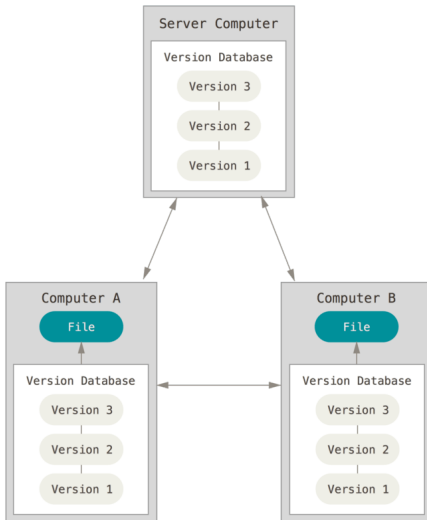 Server Computer
Version Database
Version 3
Version 2
Version 1
Computer A
File
Version Database
Version 3
Version 2
Version 1
Computer B
File
Version Database
Version 3
Version 2
Version 1